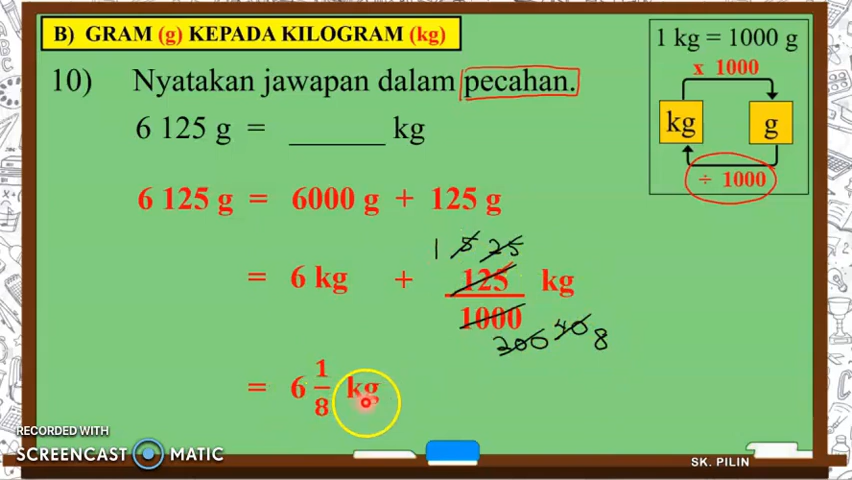 B) GRAM (g) KEPADA KILOGRAM (kg)
1 kg = 1000 g
x 1000
kg g
÷ 1000
10) Nyatakan jawapan dalam pecahan.
6 125 g = ______ kg
6 125 g = 6000 g + 125 g
1 5 25
= 6 kg + 125/1000 kg
200 40 8
= 6 1/8 kg
RECORDED WITH
SCREENCAST MATIC
SK. PILIN